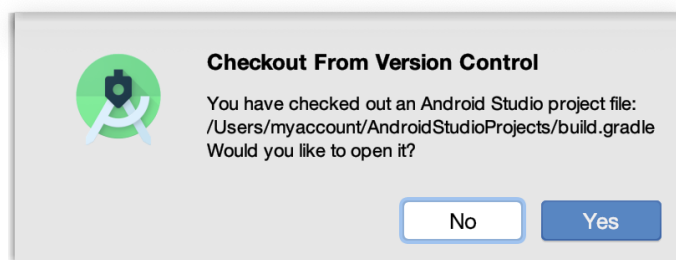 Checkout From Version Control
You have checked out an Android Studio project file:
/Users/myaccount/AndroidStudioProjects/build.gradle
Would you like to open it?
No
Yes